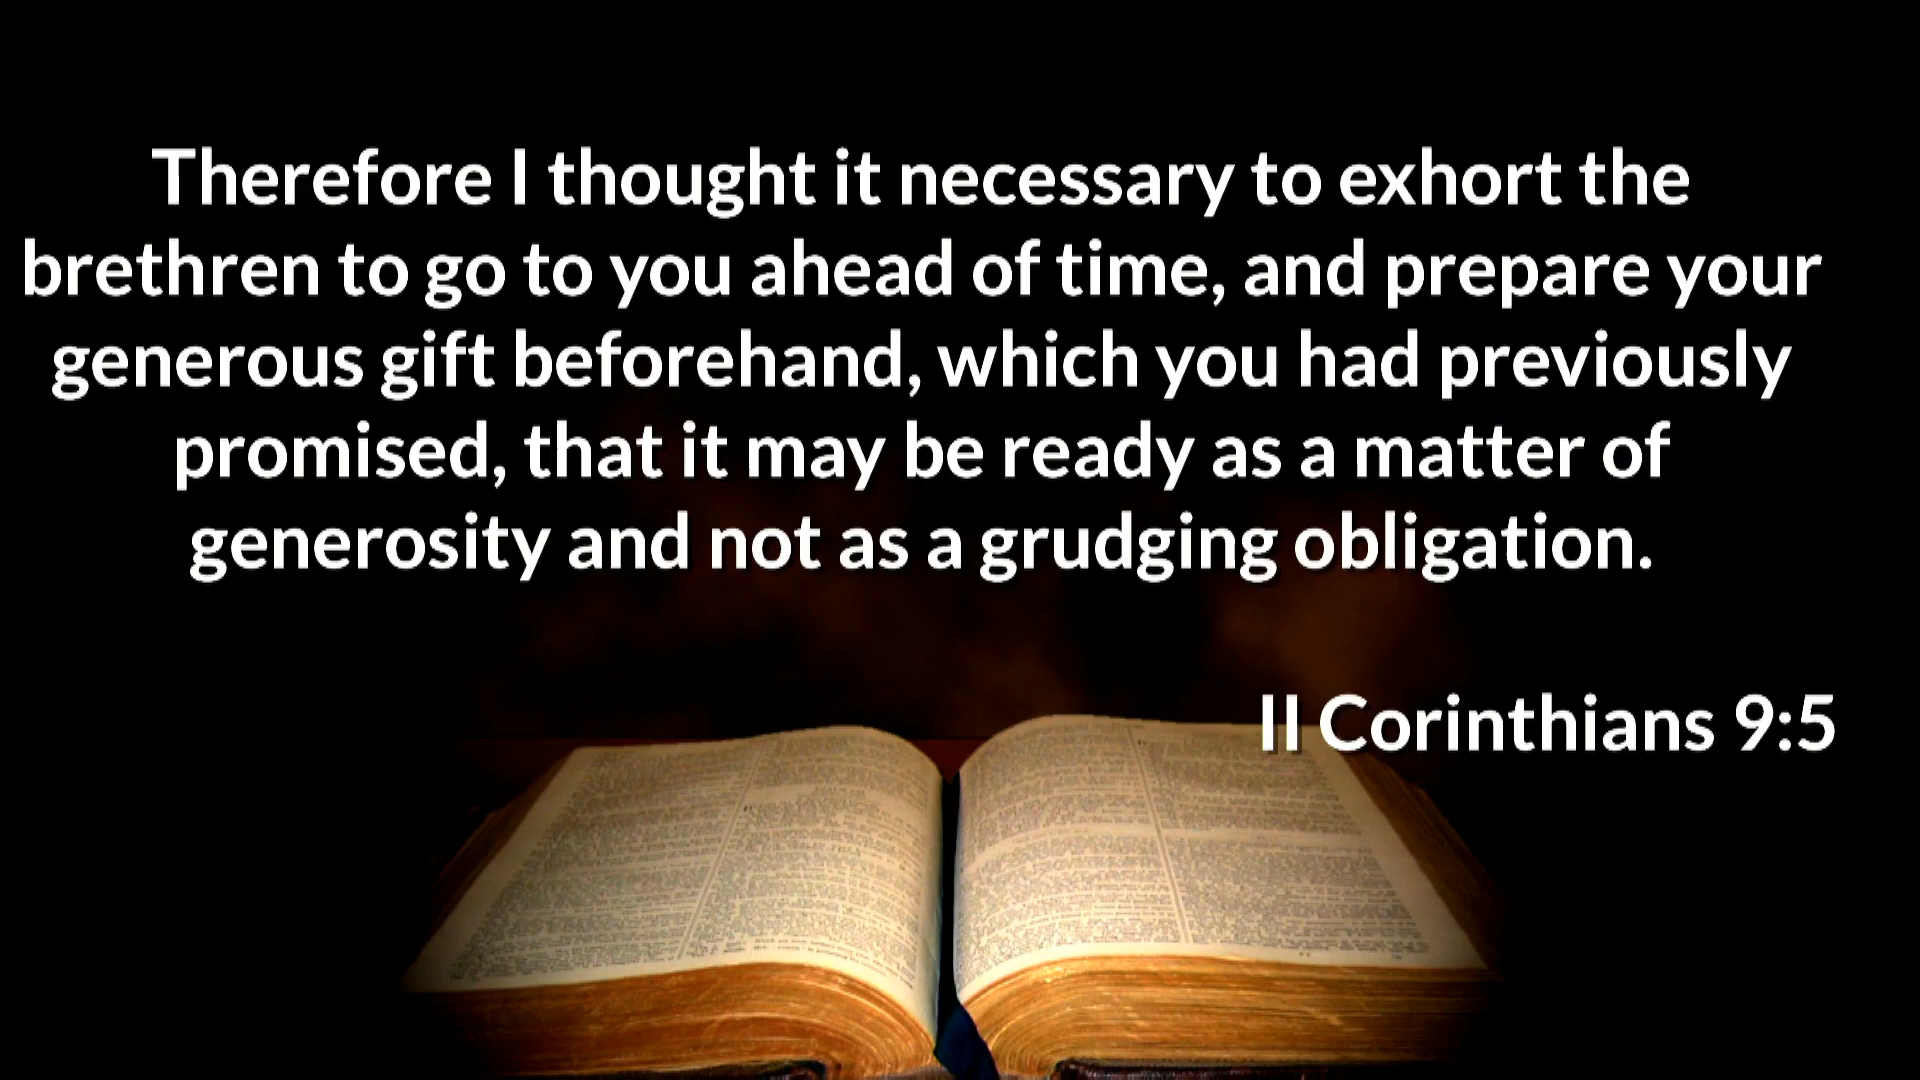 Therefore I thought it necessary to exhort the
brethren to go to you ahead of time, and prepare your
generous gift beforehand, which you had previously
promised, that it may be ready as a matter of
generosity and not as a grudging obligation.
II Corinthians 9:5